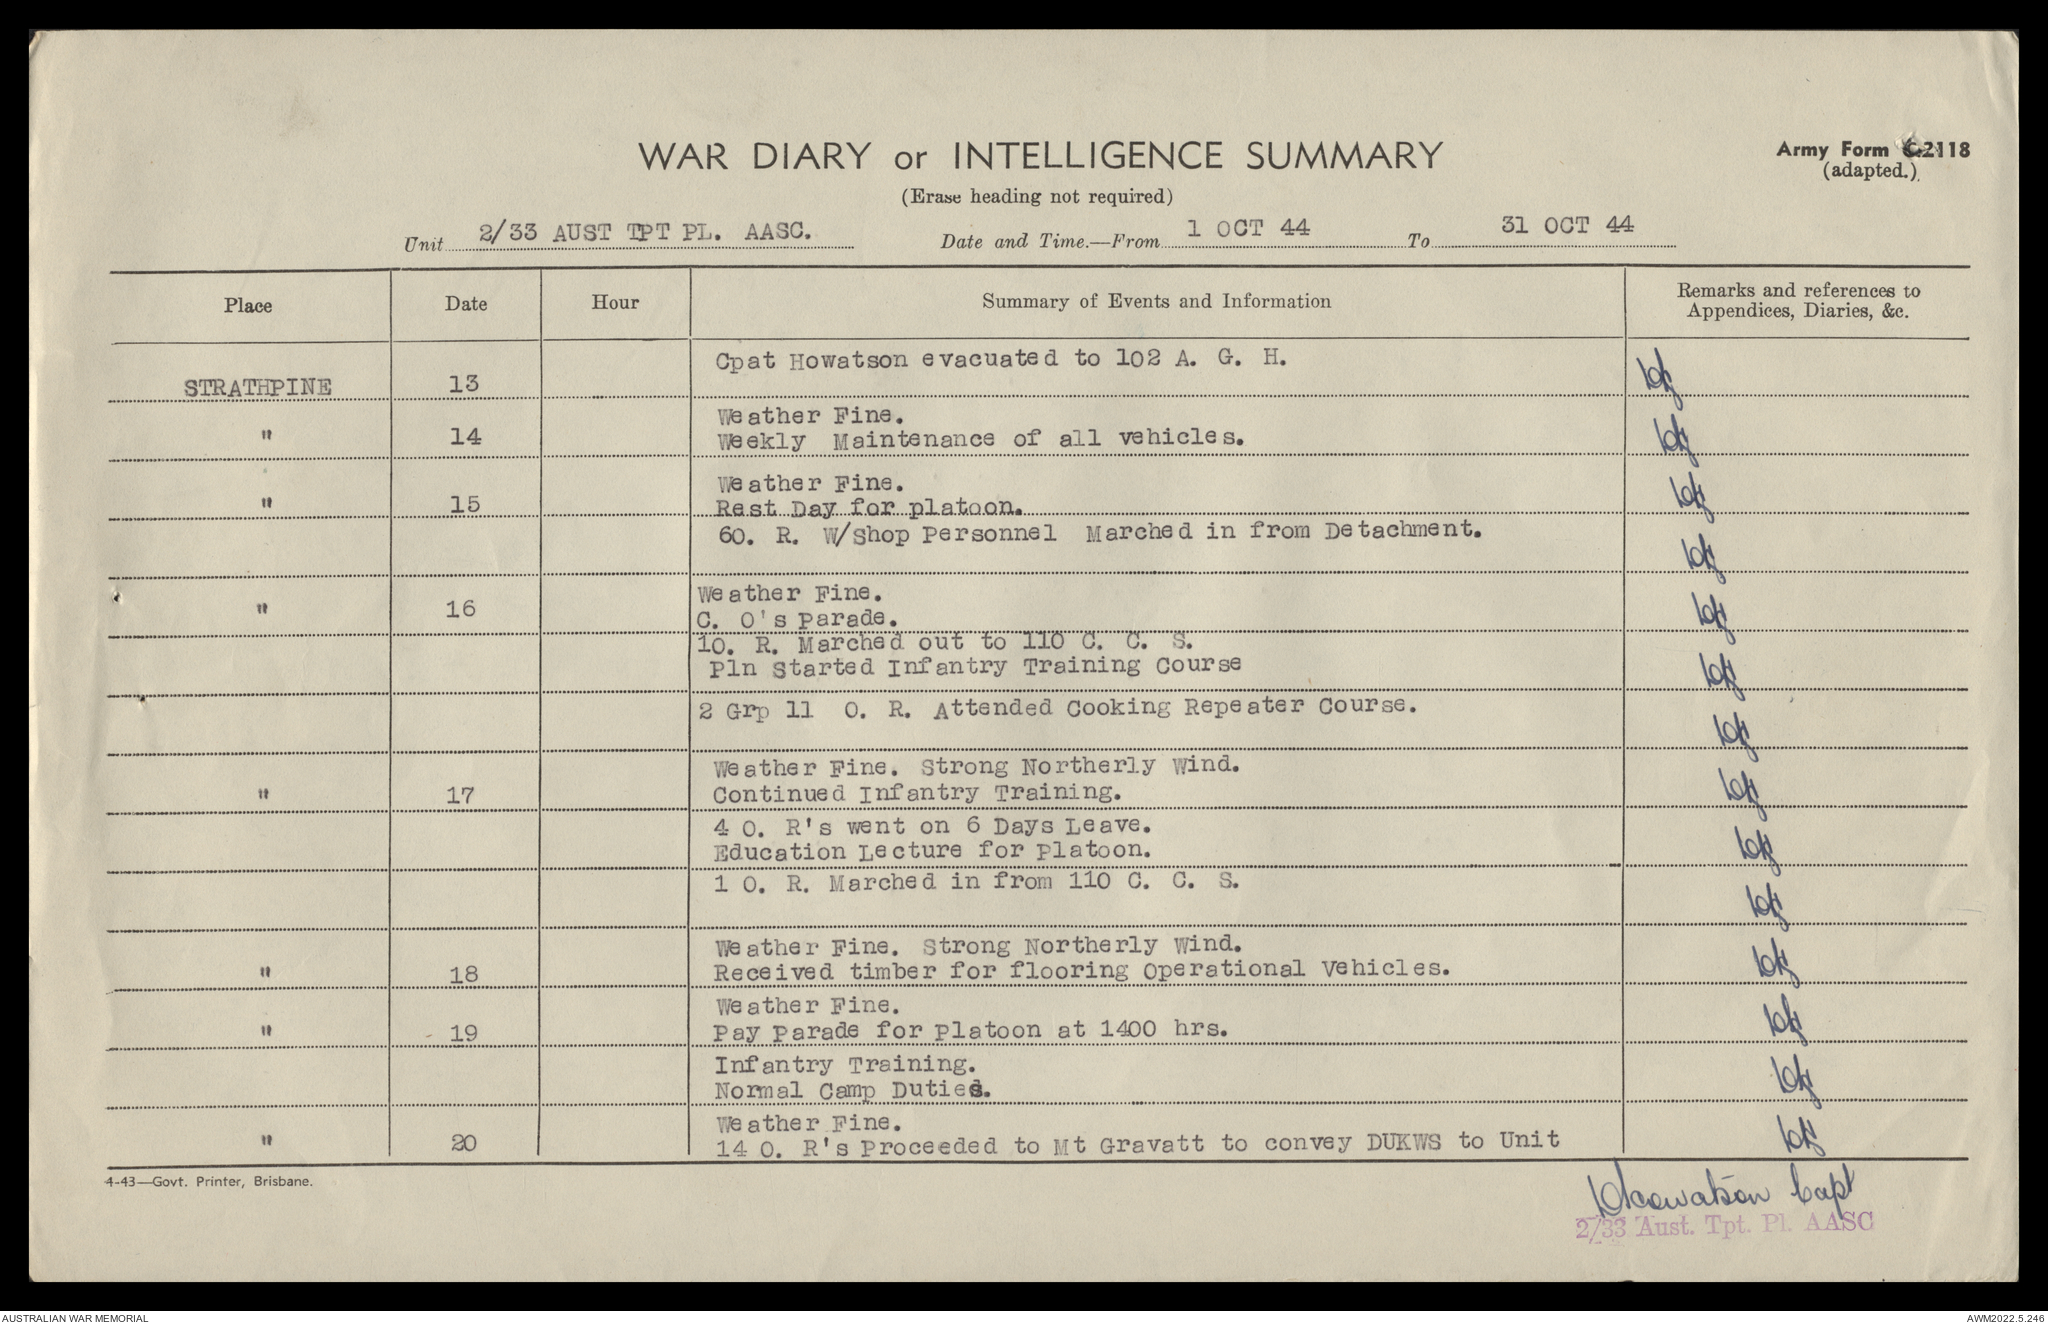 WAR DIARY or INTELLIGENCE SUMMARY
Army Form C.2118
(adapted.)
(Erase heading not required)
Unit 2/33 AUST TPT PL. AASC. Date and Time.—From 1 OCT 44 To 31 OCT 44
Place Date Hour Summary of Events and Information Remarks and references to Appendices, Diaries, &c.
Cpat Howatson evacuated to 102 A. G. H.
STRATHPINE 13
Weather Fine.
" 14 Weekly Maintenance of all vehicles.
Weather Fine.
" 15 Rest Day for platoon.
60. R. W/Shop Personnel Marched in from Detachment.
Weather Fine.
" 16
C. O's Parade.
10. R. Marched out to 110 C. C. S.
Pln Started Infantry Training Course
2 Grp 11 O. R. Attended Cooking Repeater Course.
Weather Fine. Strong Northerly Wind.
" 17 Continued Infantry Training.
4 O. R's went on 6 Days Leave.
Education Lecture for Platoon.
1 O. R. Marched in from 110 C. C. S.
Weather Fine. Strong Northerly Wind.
" 18 Received timber for flooring Operational Vehicles.
Weather Fine.
" 19 Pay Parade for Platoon at 1400 hrs.
Infantry Training.
Normal Camp Duties.
Weather Fine.
" 20 14 O. R's Proceeded to Mt Gravatt to convey DUKWS to Unit
4-43—Govt. Printer, Brisbane.
Howatson Capt
2/33 Aust. Tpt. Pl. AASC
AUSTRALIAN WAR MEMORIAL
AWM2022.5.246